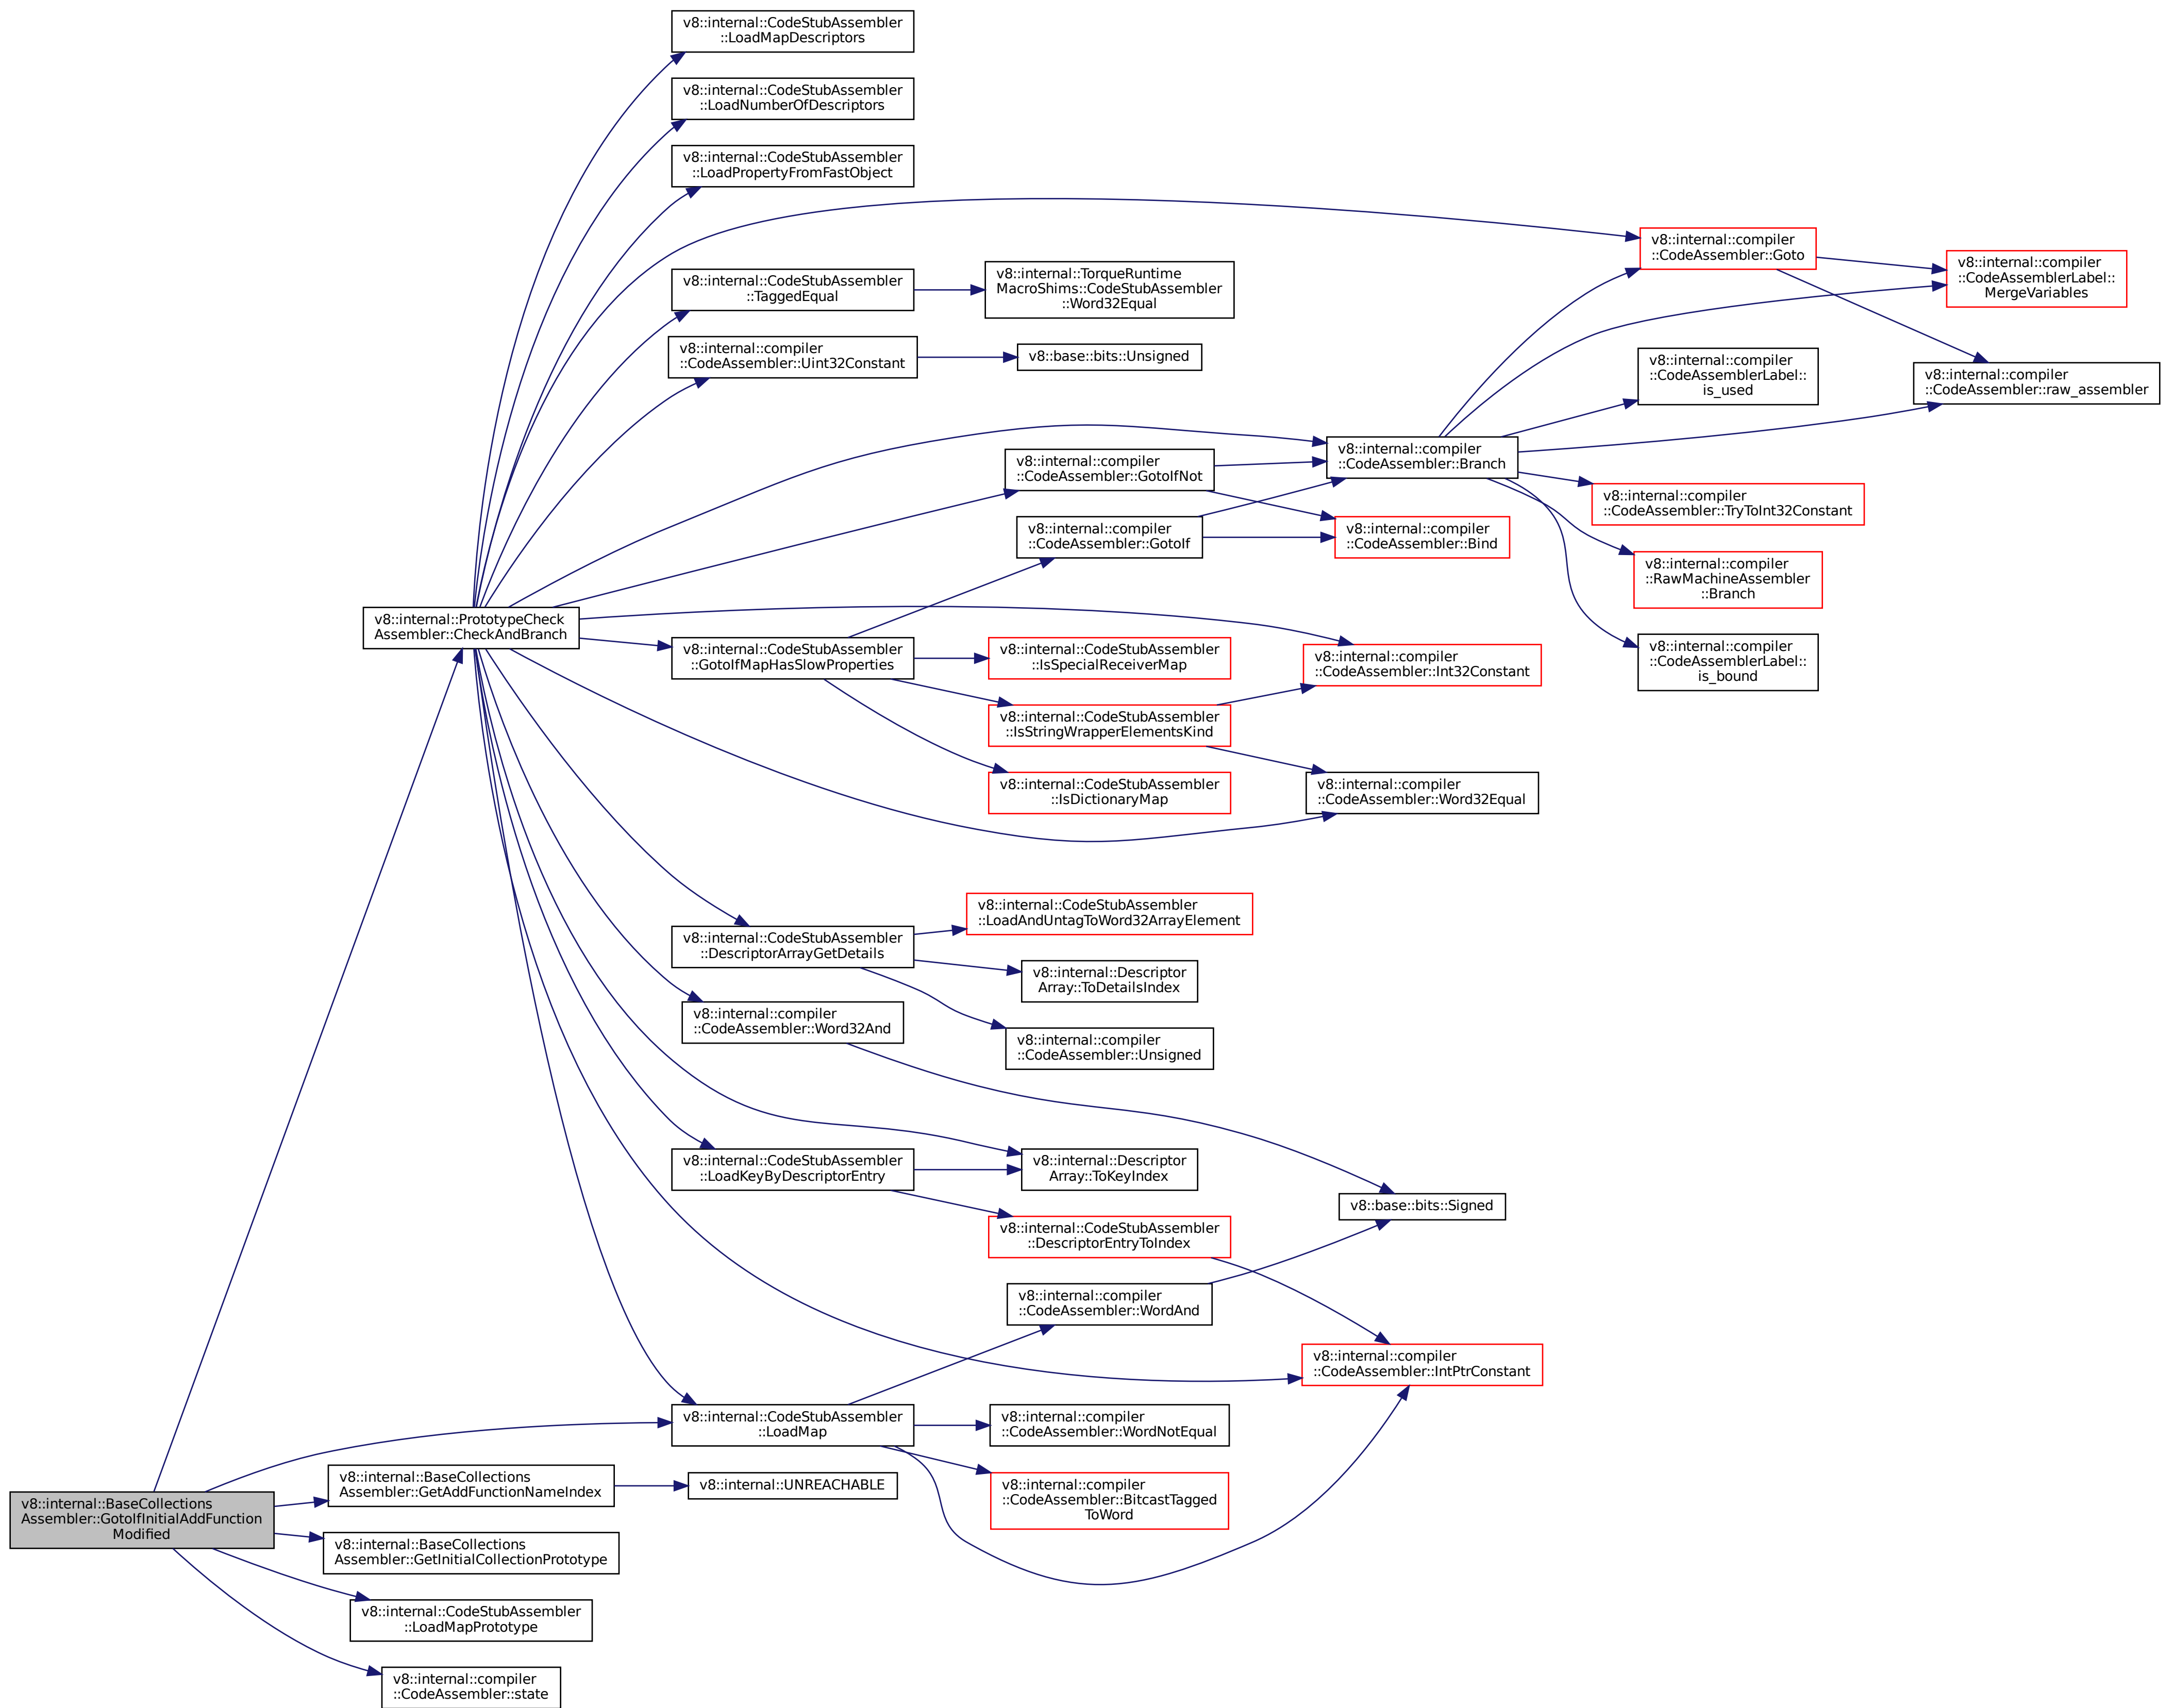 v8::internal::CodeStubAssembler
::LoadMapDescriptors
v8::internal::CodeStubAssembler
::LoadNumberOfDescriptors
v8::internal::CodeStubAssembler
::LoadPropertyFromFastObject
v8::internal::compiler
::CodeAssembler::Goto
v8::internal::compiler
::CodeAssemblerLabel::
MergeVariables
v8::internal::CodeStubAssembler
::TaggedEqual
v8::internal::TorqueRuntime
MacroShims::CodeStubAssembler
::Word32Equal
v8::internal::compiler
::CodeAssembler::Uint32Constant
v8::base::bits::Unsigned
v8::internal::compiler
::CodeAssemblerLabel::
is_used
v8::internal::compiler
::CodeAssembler::raw_assembler
v8::internal::compiler
::CodeAssembler::Branch
v8::internal::compiler
::CodeAssembler::GotoIfNot
v8::internal::compiler
::CodeAssembler::TryToInt32Constant
v8::internal::compiler
::CodeAssembler::GotoIf
v8::internal::compiler
::CodeAssembler::Bind
v8::internal::compiler
::RawMachineAssembler
::Branch
v8::internal::PrototypeCheck
Assembler::CheckAndBranch
v8::internal::CodeStubAssembler
::GotoIfMapHasSlowProperties
v8::internal::CodeStubAssembler
::IsSpecialReceiverMap
v8::internal::compiler
::CodeAssembler::Int32Constant
v8::internal::compiler
::CodeAssemblerLabel::
is_bound
v8::internal::CodeStubAssembler
::IsStringWrapperElementsKind
v8::internal::CodeStubAssembler
::IsDictionaryMap
v8::internal::compiler
::CodeAssembler::Word32Equal
v8::internal::CodeStubAssembler
::LoadAndUntagToWord32ArrayElement
v8::internal::CodeStubAssembler
::DescriptorArrayGetDetails
v8::internal::Descriptor
Array::ToDetailsIndex
v8::internal::compiler
::CodeAssembler::Word32And
v8::internal::compiler
::CodeAssembler::Unsigned
v8::internal::CodeStubAssembler
::LoadKeyByDescriptorEntry
v8::internal::Descriptor
Array::ToKeyIndex
v8::base::bits::Signed
v8::internal::CodeStubAssembler
::DescriptorEntryToIndex
v8::internal::compiler
::CodeAssembler::WordAnd
v8::internal::compiler
::CodeAssembler::IntPtrConstant
v8::internal::CodeStubAssembler
::LoadMap
v8::internal::compiler
::CodeAssembler::WordNotEqual
v8::internal::BaseCollections
Assembler::GetAddFunctionNameIndex
v8::internal::UNREACHABLE
v8::internal::compiler
::CodeAssembler::BitcastTagged
ToWord
v8::internal::BaseCollections
Assembler::GotoIfInitialAddFunction
Modified
v8::internal::BaseCollections
Assembler::GetInitialCollectionPrototype
v8::internal::CodeStubAssembler
::LoadMapPrototype
v8::internal::compiler
::CodeAssembler::state